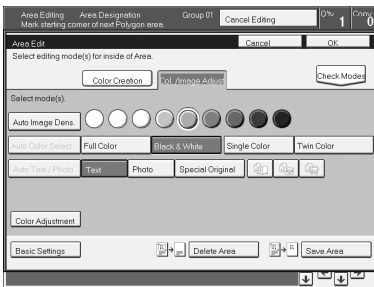 Area Editing Area Designation Group 01 Cancel Editing 1 Copy 0
Mark starting corner of next Polygon area.
Area Edit Cancel OK
Select editing mode(s) for inside of Area.
Color Creation Col. /Image Adjust Check Modes
Select mode(s).
Auto Image Dens.
Auto Color Select Full Color Black & White Single Color Twin Color
Auto Text / Photo Text Photo Special Original
Color Adjustment
Basic Settings Delete Area Save Area